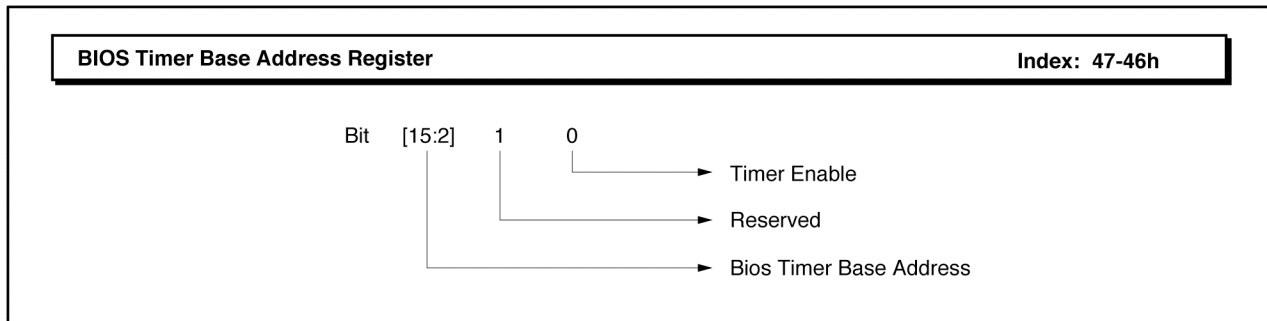 BIOS Timer Base Address Register Index: 47-46h
Bit [15:2] 1 0
Timer Enable
Reserved
Bios Timer Base Address